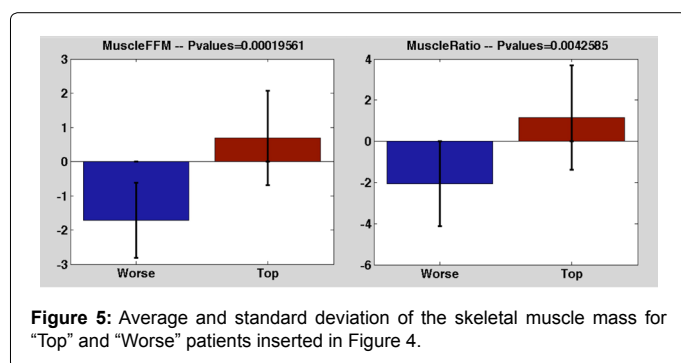 MuscleFFM -- Pvalues=0.00019561
3
2
1
0
-1
-2
-3
Worse
Top
MuscleRatio -- Pvalues=0.0042585
4
2
0
-2
-4
-6
Worse
Top
Figure 5: Average and standard deviation of the skeletal muscle mass for
“Top” and “Worse” patients inserted in Figure 4.